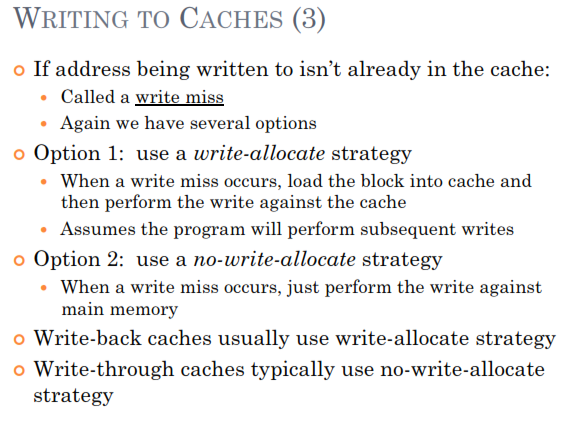 WRITING TO CACHES (3)
If address being written to isn't already in the cache:
Called a write miss
Again we have several options
Option 1: use a write-allocate strategy
When a write miss occurs, load the block into cache and
then perform the write against the cache
Assumes the program will perform subsequent writes
Option 2: use a no-write-allocate strategy
When a write miss occurs, just perform the write against
main memory
Write-back caches usually use write-allocate strategy
Write-through caches typically use no-write-allocate
strategy